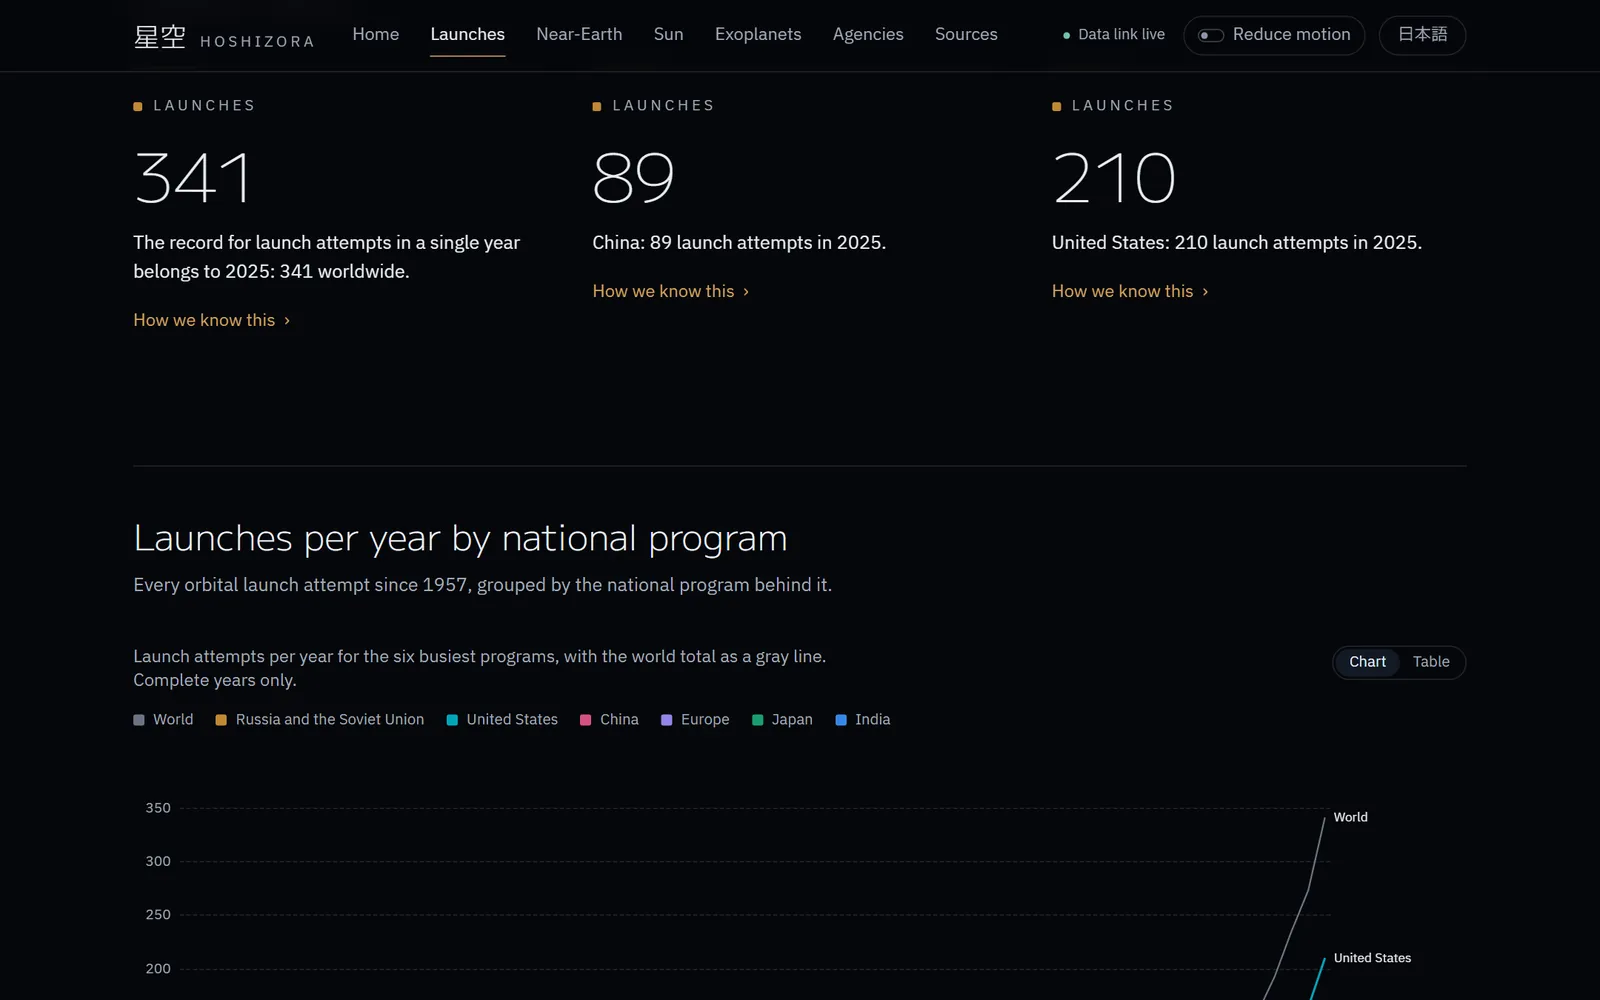 星空 HOSHIZORA
Home
Launches
Near-Earth
Sun
Exoplanets
Agencies
Sources
Data link live
Reduce motion
日本語
LAUNCHES
341
The record for launch attempts in a single year
belongs to 2025: 341 worldwide.
How we know this ›
LAUNCHES
89
China: 89 launch attempts in 2025.
How we know this ›
LAUNCHES
210
United States: 210 launch attempts in 2025.
How we know this ›
Launches per year by national program
Every orbital launch attempt since 1957, grouped by the national program behind it.
Launch attempts per year for the six busiest programs, with the world total as a gray line.
Complete years only.
Chart
Table
World
Russia and the Soviet Union
United States
China
Europe
Japan
India
350
300
250
200
World
United States